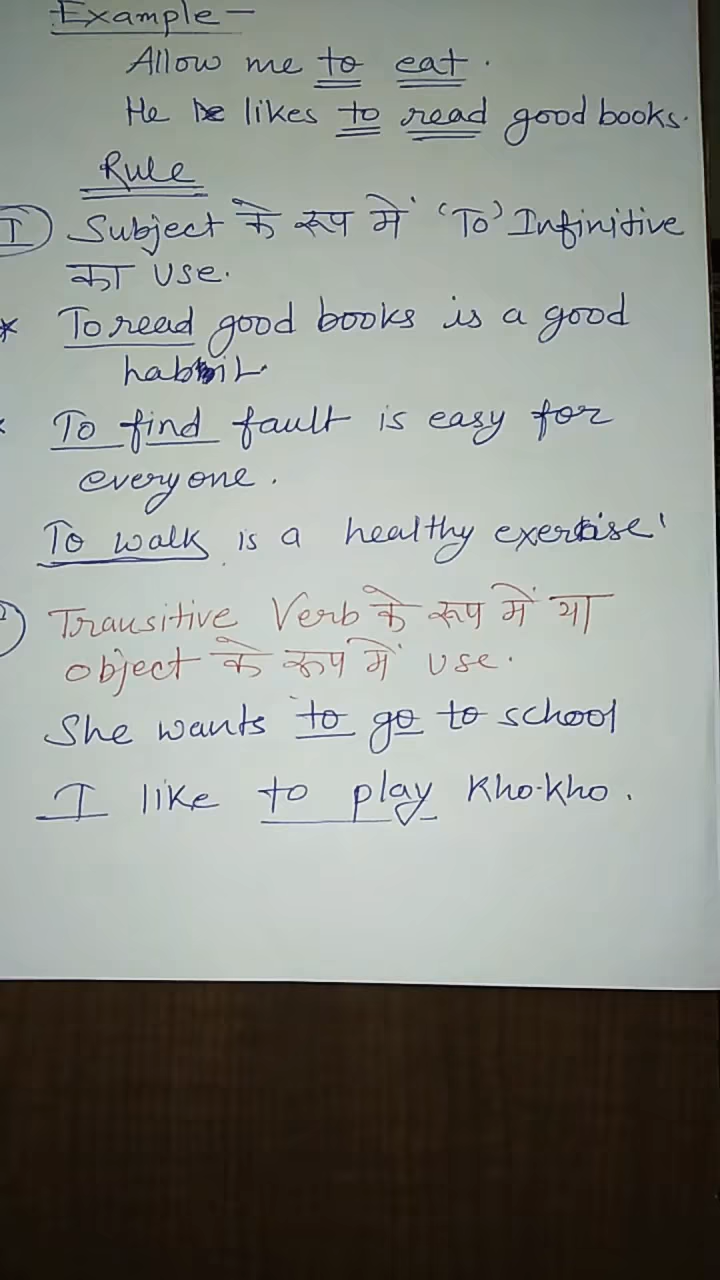 Example -
Allow me to eat.
He likes to read good books.
Rule
I) Subject के रूप में 'To' Infinitive
का use.
* To read good books is a good
habit.
* To find fault is easy for
everyone.
To walk is a healthy exercise'
Transitive Verb के रूप में या
object के रूप में use.
She wants to go to school
I like to play Kho-Kho.